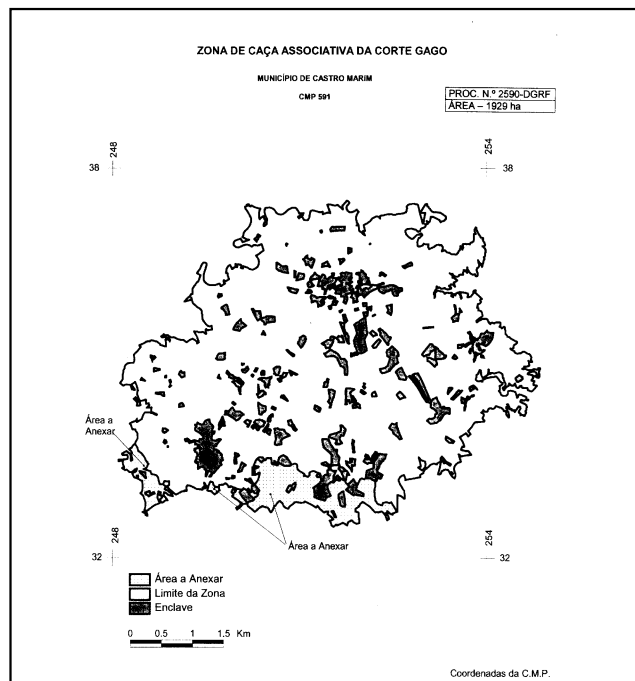 ZONA DE CAÇA ASSOCIATIVA DA CORTE GAGO
MUNICÍPIO DE CASTRO MARIM
CMP 591
PROC. N.º 2590-DGRF
ÁREA – 1929 ha
248
254
38
38
Área a
Anexar
Área a Anexar
248
254
32
32
Área a Anexar
Limite da Zona
Enclave
0 0.5 1 1.5 Km
Coordenadas da C.M.P.